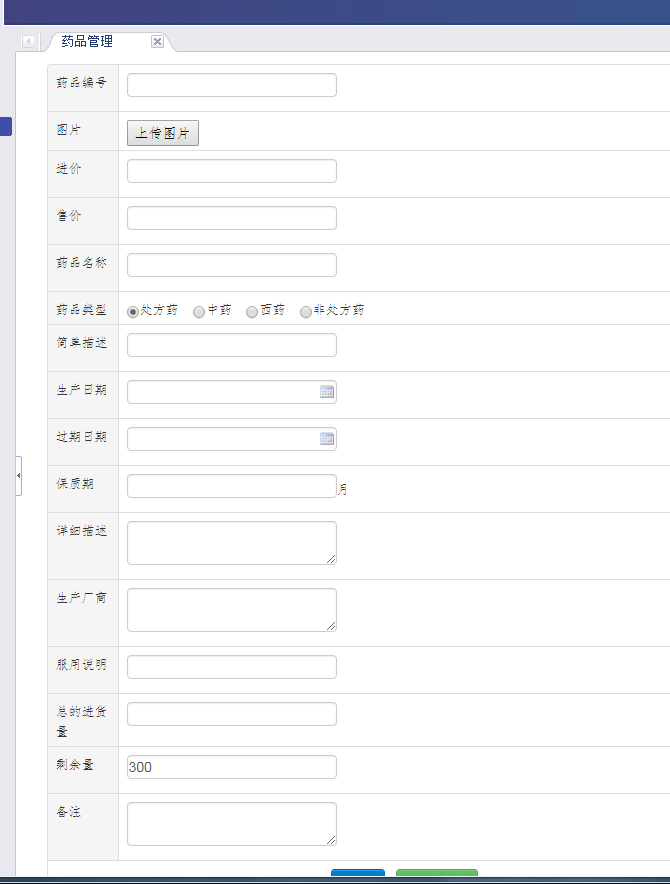 药品管理
药品编号
图片
上传图片
进价
售价
药品名称
药品类型
处方药 中药 西药 非处方药
简单描述
生产日期
过期日期
保质期
月
详细描述
生产厂商
服用说明
总的进货
量
剩余量
300
备注